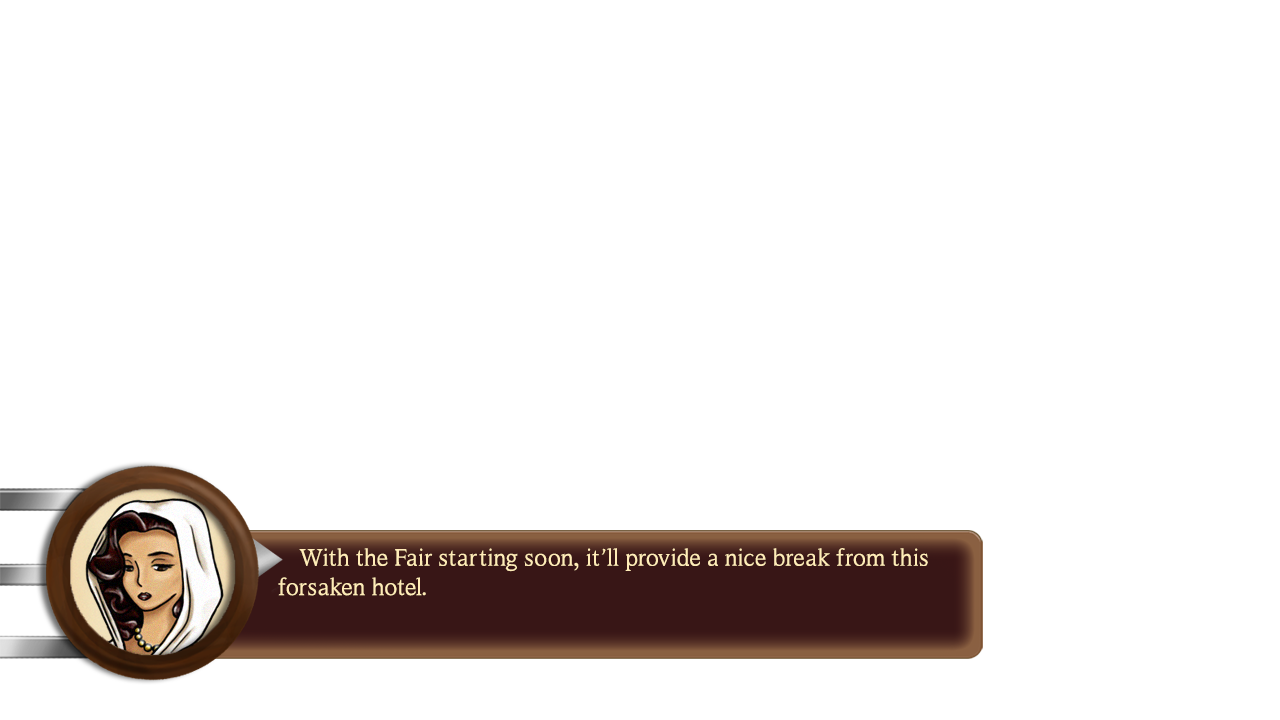 With the Fair starting soon, it’ll provide a nice break from this
forsaken hotel.